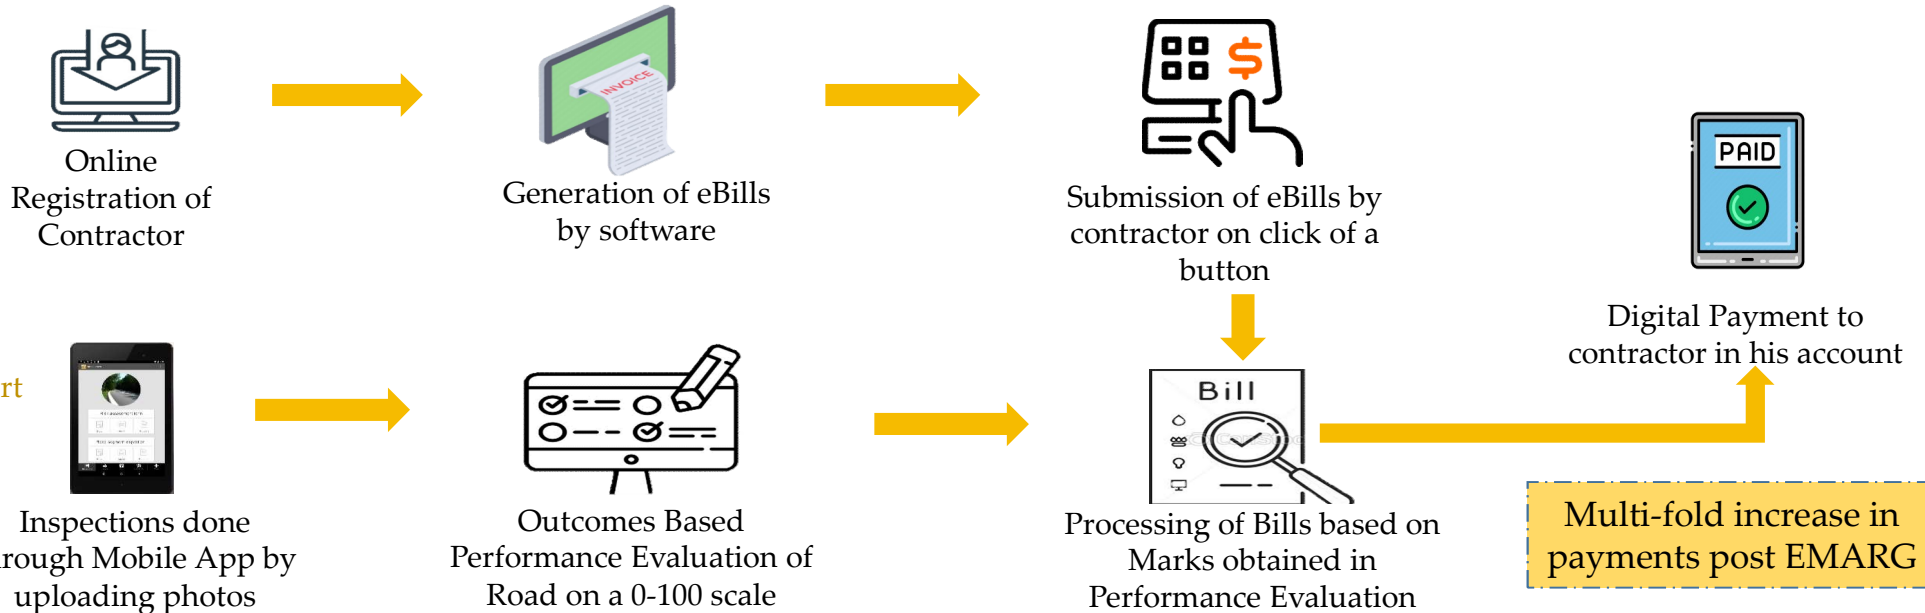 Online
Registration of
Contractor
INVOICE
Generation of eBills
by software
Submission of eBills by
contractor on click of a
button
PAID
Digital Payment to
contractor in his account
rt
Inspections done
rough Mobile App by
uploading photos
Outcomes Based
Performance Evaluation of
Road on a 0-100 scale
Bill
Processing of Bills based on
Marks obtained in
Performance Evaluation
Multi-fold increase in
payments post EMARG